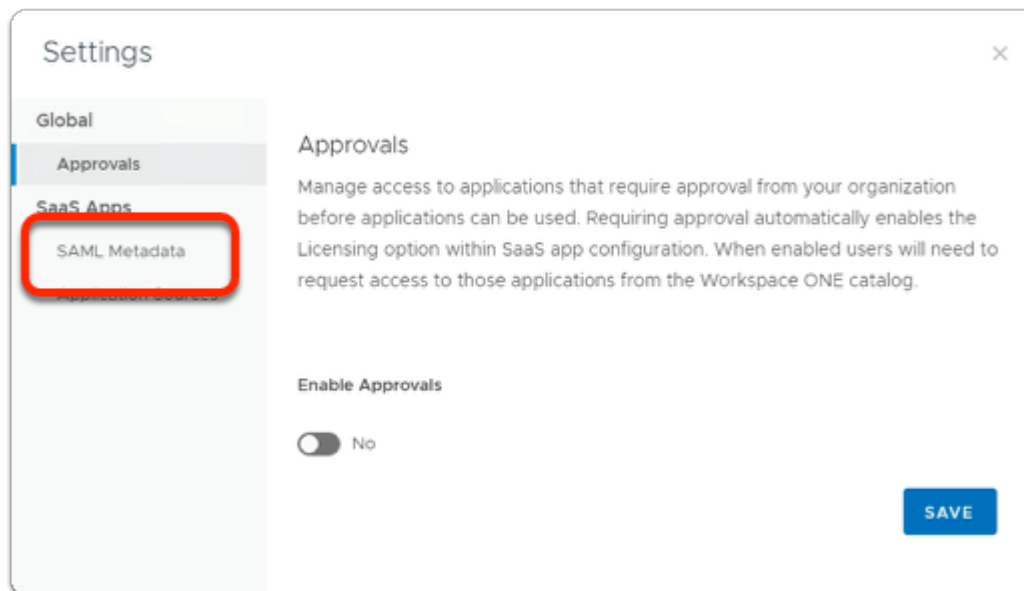 Settings
Global
Approvals
SaaS Apps
SAML Metadata
Application Sources
Approvals
Manage access to applications that require approval from your organization
before applications can be used. Requiring approval automatically enables the
Licensing option within SaaS app configuration. When enabled users will need to
request access to those applications from the Workspace ONE catalog.
Enable Approvals
No
SAVE